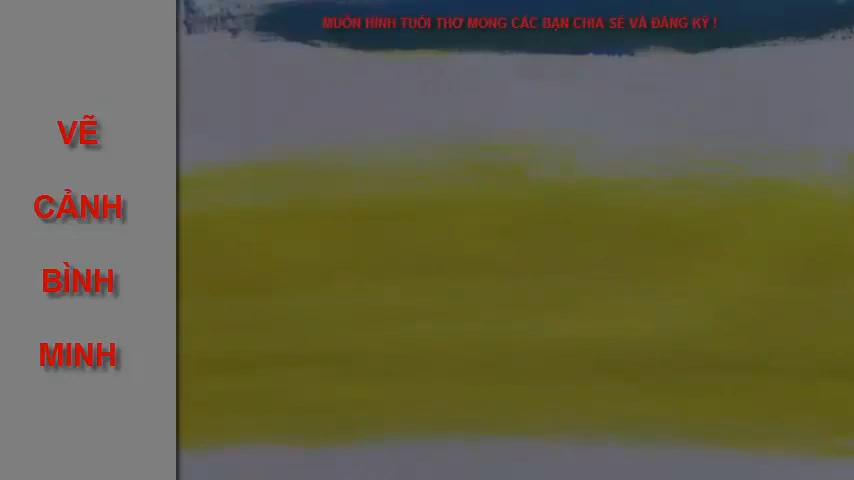 MUÔN HÌNH TUỔI THƠ MONG CÁC BẠN CHIA SẺ VÀ ĐĂNG KÝ !
VẼ
CẢNH
BÌNH
MINH